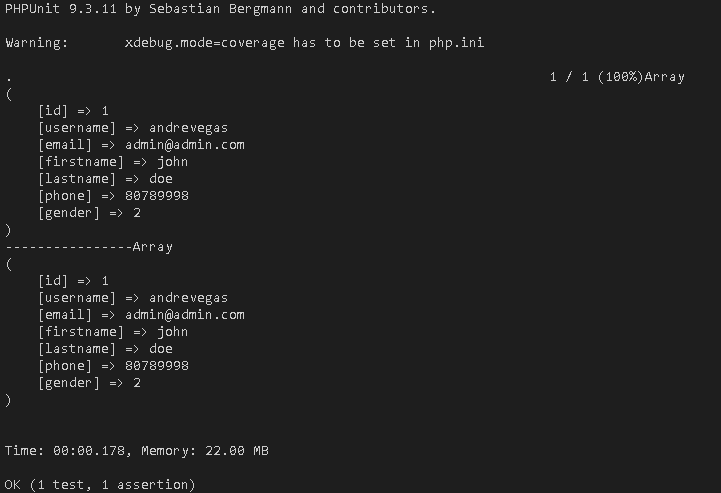 PHPUnit 9.3.11 by Sebastian Bergmann and contributors.
Warning:       xdebug.mode=coverage has to be set in php.ini
.                                                                   1 / 1 (100%)Array
(
    [id] => 1
    [username] => andrevegas
    [email] => admin@admin.com
    [firstname] => john
    [lastname] => doe
    [phone] => 80789998
    [gender] => 2
)
----------------Array
(
    [id] => 1
    [username] => andrevegas
    [email] => admin@admin.com
    [firstname] => john
    [lastname] => doe
    [phone] => 80789998
    [gender] => 2
)
Time: 00:00.178, Memory: 22.00 MB
OK (1 test, 1 assertion)